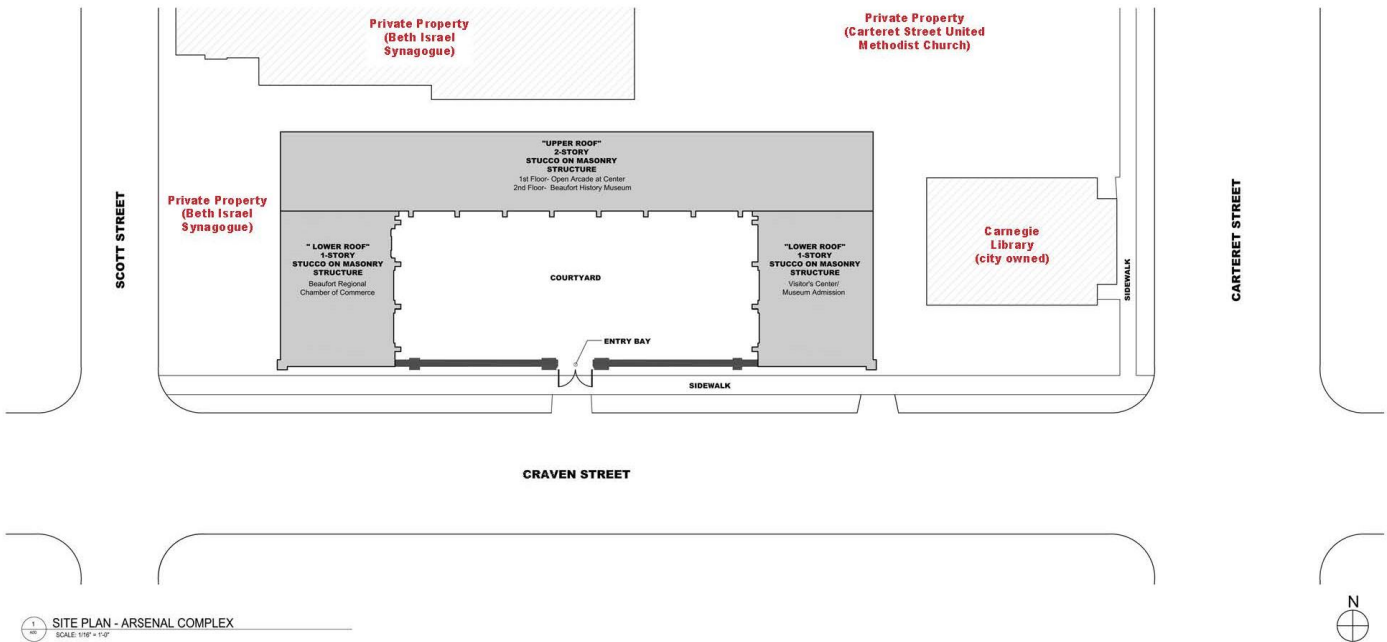 Private Property
(Beth Israel
Synagogue)
Private Property
(Carteret Street United
Methodist Church)
"UPPER ROOF"
2-STORY
STUCCO ON MASONRY
STRUCTURE
1st Floor- Open Arcade at Center
2nd Floor- Beaufort History Museum
SCOTT STREET
Private Property
(Beth Israel
Synagogue)
" LOWER ROOF"
1-STORY
STUCCO ON MASONRY
STRUCTURE
Beaufort Regional
Chamber of Commerce
COURTYARD
"LOWER ROOF"
1-STORY
STUCCO ON MASONRY
STRUCTURE
Visitor's Center/
Museum Admission
Carnegie
Library
(city owned)
SIDEWALK
CARTERET STREET
ENTRY BAY
SIDEWALK
CRAVEN STREET
1
SITE PLAN - ARSENAL COMPLEX
SCALE: 1/16" = 1'-0"
N